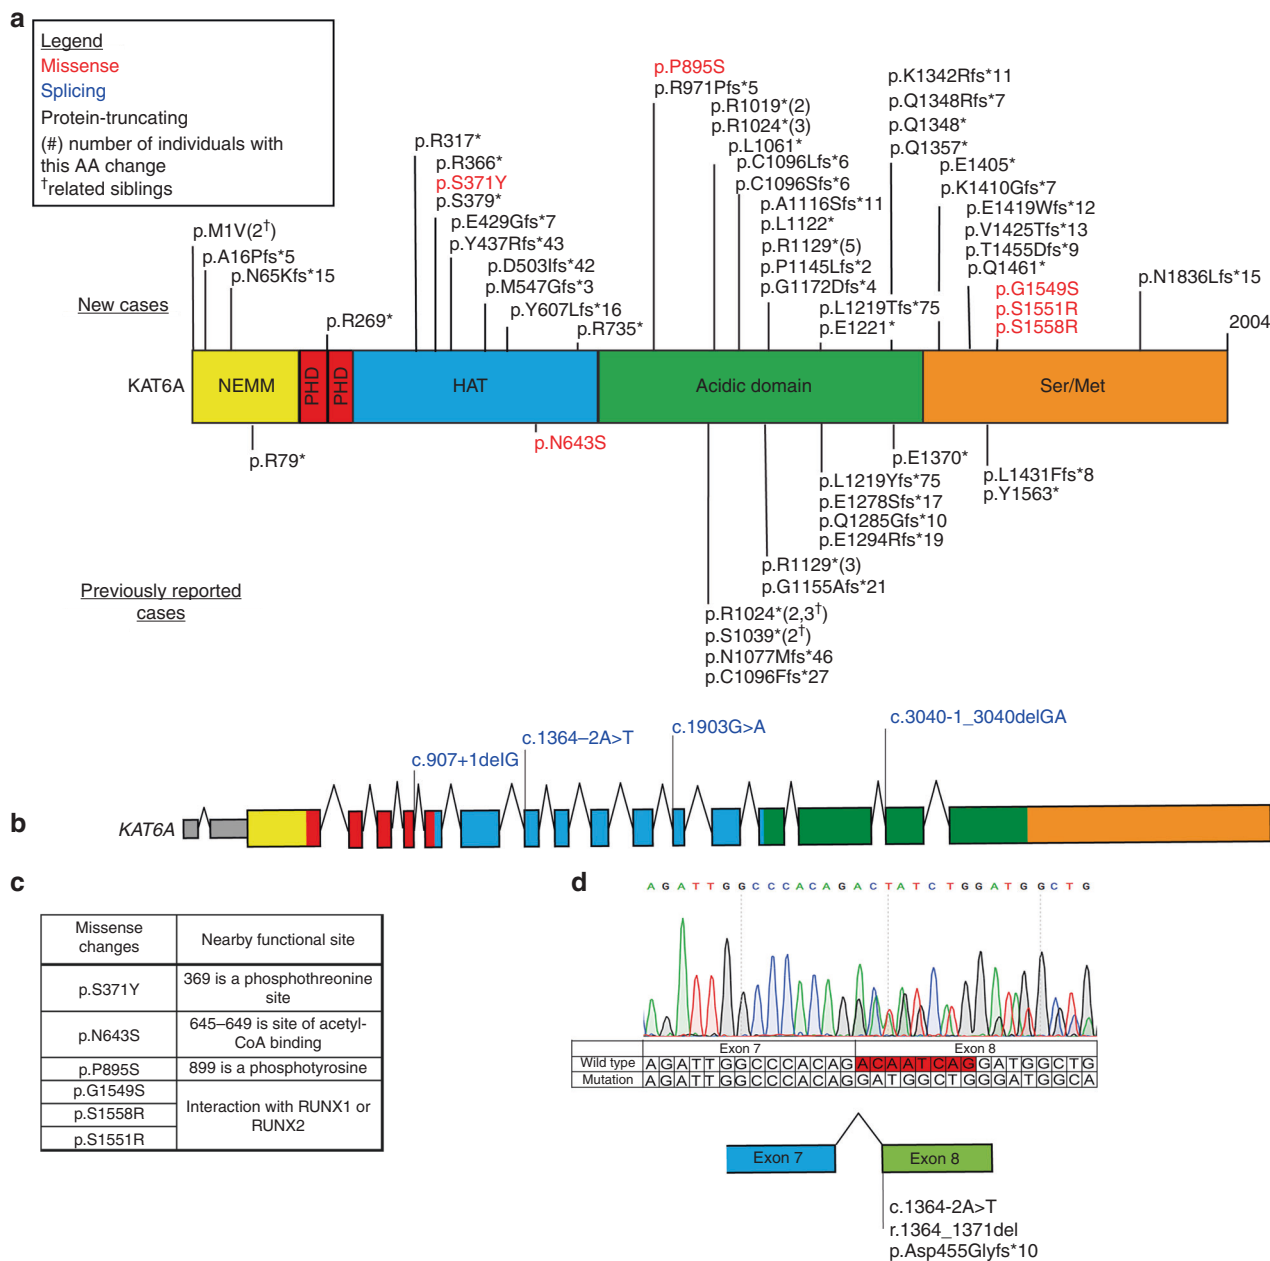 a
Legend
Missense
Splicing
Protein-truncating
(#) number of individuals with
this AA change
†related siblings
New cases
p.M1V(2†)
p.A16Pfs*5
p.N65Kfs*15
p.R269*
p.R317*
p.R366*
p.S371Y
p.S379*
p.E429Gfs*7
p.Y437Rfs*43
p.D503Ifs*42
p.M547Gfs*3
p.Y607Lfs*16
p.R735*
p.P895S
p.R971Pfs*5
p.R1019*(2)
p.R1024*(3)
p.L1061*
p.C1096Lfs*6
p.C1096Sfs*6
p.A1116Sfs*11
p.L1122*
p.R1129*(5)
p.P1145Lfs*2
p.G1172Dfs*4
p.L1219Tfs*75
p.E1221*
p.K1342Rfs*11
p.Q1348Rfs*7
p.Q1348*
p.Q1357*
p.E1405*
p.K1410Gfs*7
p.E1419Wfs*12
p.V1425Tfs*13
p.T1455Dfs*9
p.Q1461*
p.G1549S
p.S1551R
p.S1558R
p.N1836Lfs*15
2004
KAT6A
NEMM
PHD
PHD
HAT
Acidic domain
Ser/Met
p.R79*
p.N643S
p.E1370*
p.L1431Ffs*8
p.Y1563*
p.L1219Yfs*75
p.E1278Sfs*17
p.Q1285Gfs*10
p.E1294Rfs*19
p.R1129*(3)
p.G1155Afs*21
Previously reported
cases
p.R1024*(2,3†)
p.S1039*(2†)
p.N1077Mfs*46
p.C1096Ffs*27
b
KAT6A
c.907+1delG
c.1364–2A>T
c.1903G>A
c.3040-1_3040delGA
c
Missense
changes
Nearby functional site
p.S371Y
369 is a phosphothreonine
site
p.N643S
645–649 is site of acetyl-
CoA binding
p.P895S
899 is a phosphotyrosine
p.G1549S
p.S1558R
p.S1551R
Interaction with RUNX1 or
RUNX2
d
A G A T T G G C C C A C A G A C T A T C T G G A T G G C T G
Exon 7
Exon 8
Wild type
A G A T T G G C C C A C A G A C A A T C A G G A T G G C T G
Mutation
A G A T T G G C C C A C A G G A T G G C T G G G A T G G C A
Exon 7
Exon 8
c.1364-2A>T
r.1364_1371del
p.Asp455Glyfs*10